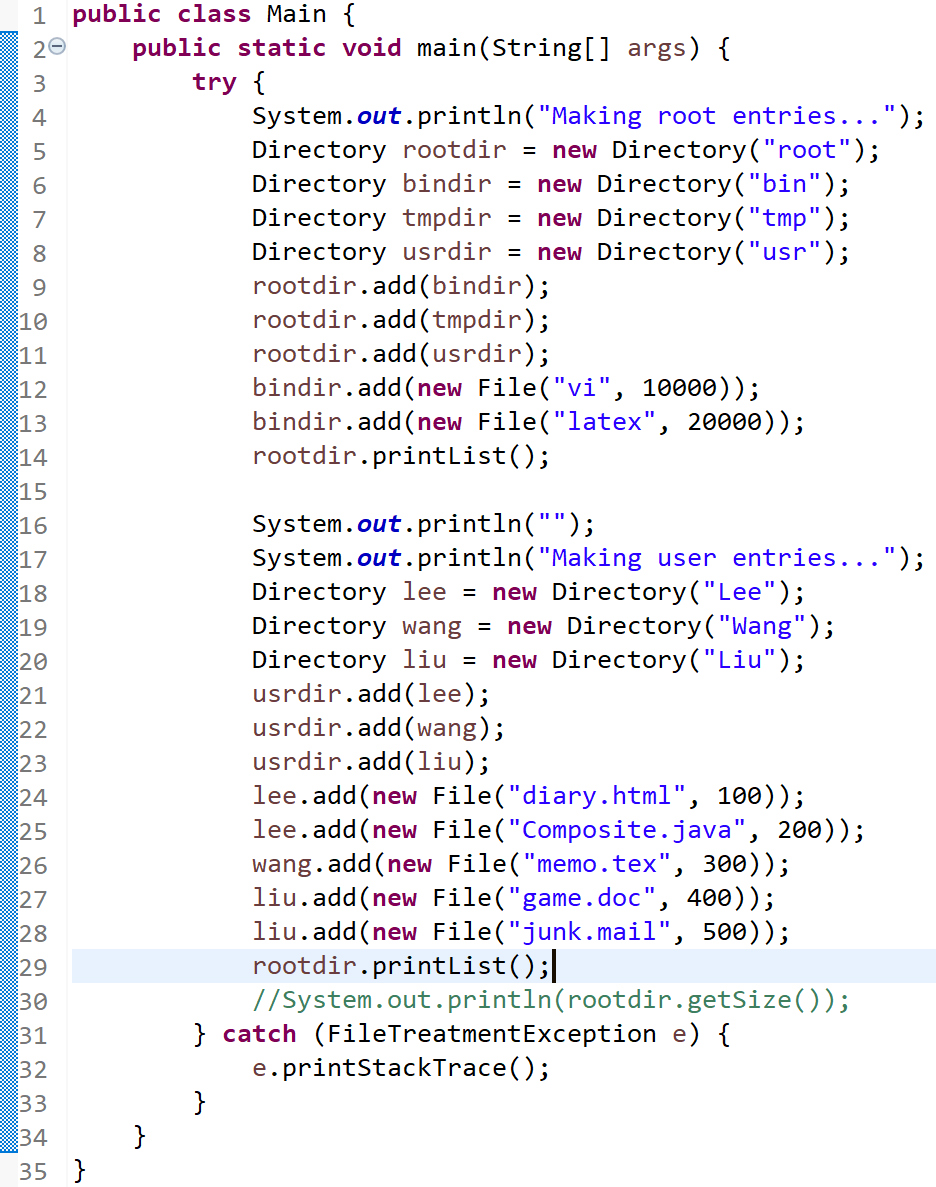 1 public class Main {
2 public static void main(String[] args) {
3 try {
4 System.out.println("Making root entries...");
5 Directory rootdir = new Directory("root");
6 Directory bindir = new Directory("bin");
7 Directory tmpdir = new Directory("tmp");
8 Directory usrdir = new Directory("usr");
9 rootdir.add(bindir);
10 rootdir.add(tmpdir);
11 rootdir.add(usrdir);
12 bindir.add(new File("vi", 10000));
13 bindir.add(new File("latex", 20000));
14 rootdir.printList();
15
16 System.out.println("");
17 System.out.println("Making user entries...");
18 Directory lee = new Directory("Lee");
19 Directory wang = new Directory("Wang");
20 Directory liu = new Directory("Liu");
21 usrdir.add(lee);
22 usrdir.add(wang);
23 usrdir.add(liu);
24 lee.add(new File("diary.html", 100));
25 lee.add(new File("Composite.java", 200));
26 wang.add(new File("memo.tex", 300));
27 liu.add(new File("game.doc", 400));
28 liu.add(new File("junk.mail", 500));
29 rootdir.printList();
30 //System.out.println(rootdir.getSize());
31 } catch (FileTreatmentException e) {
32 e.printStackTrace();
33 }
34 }
35 }